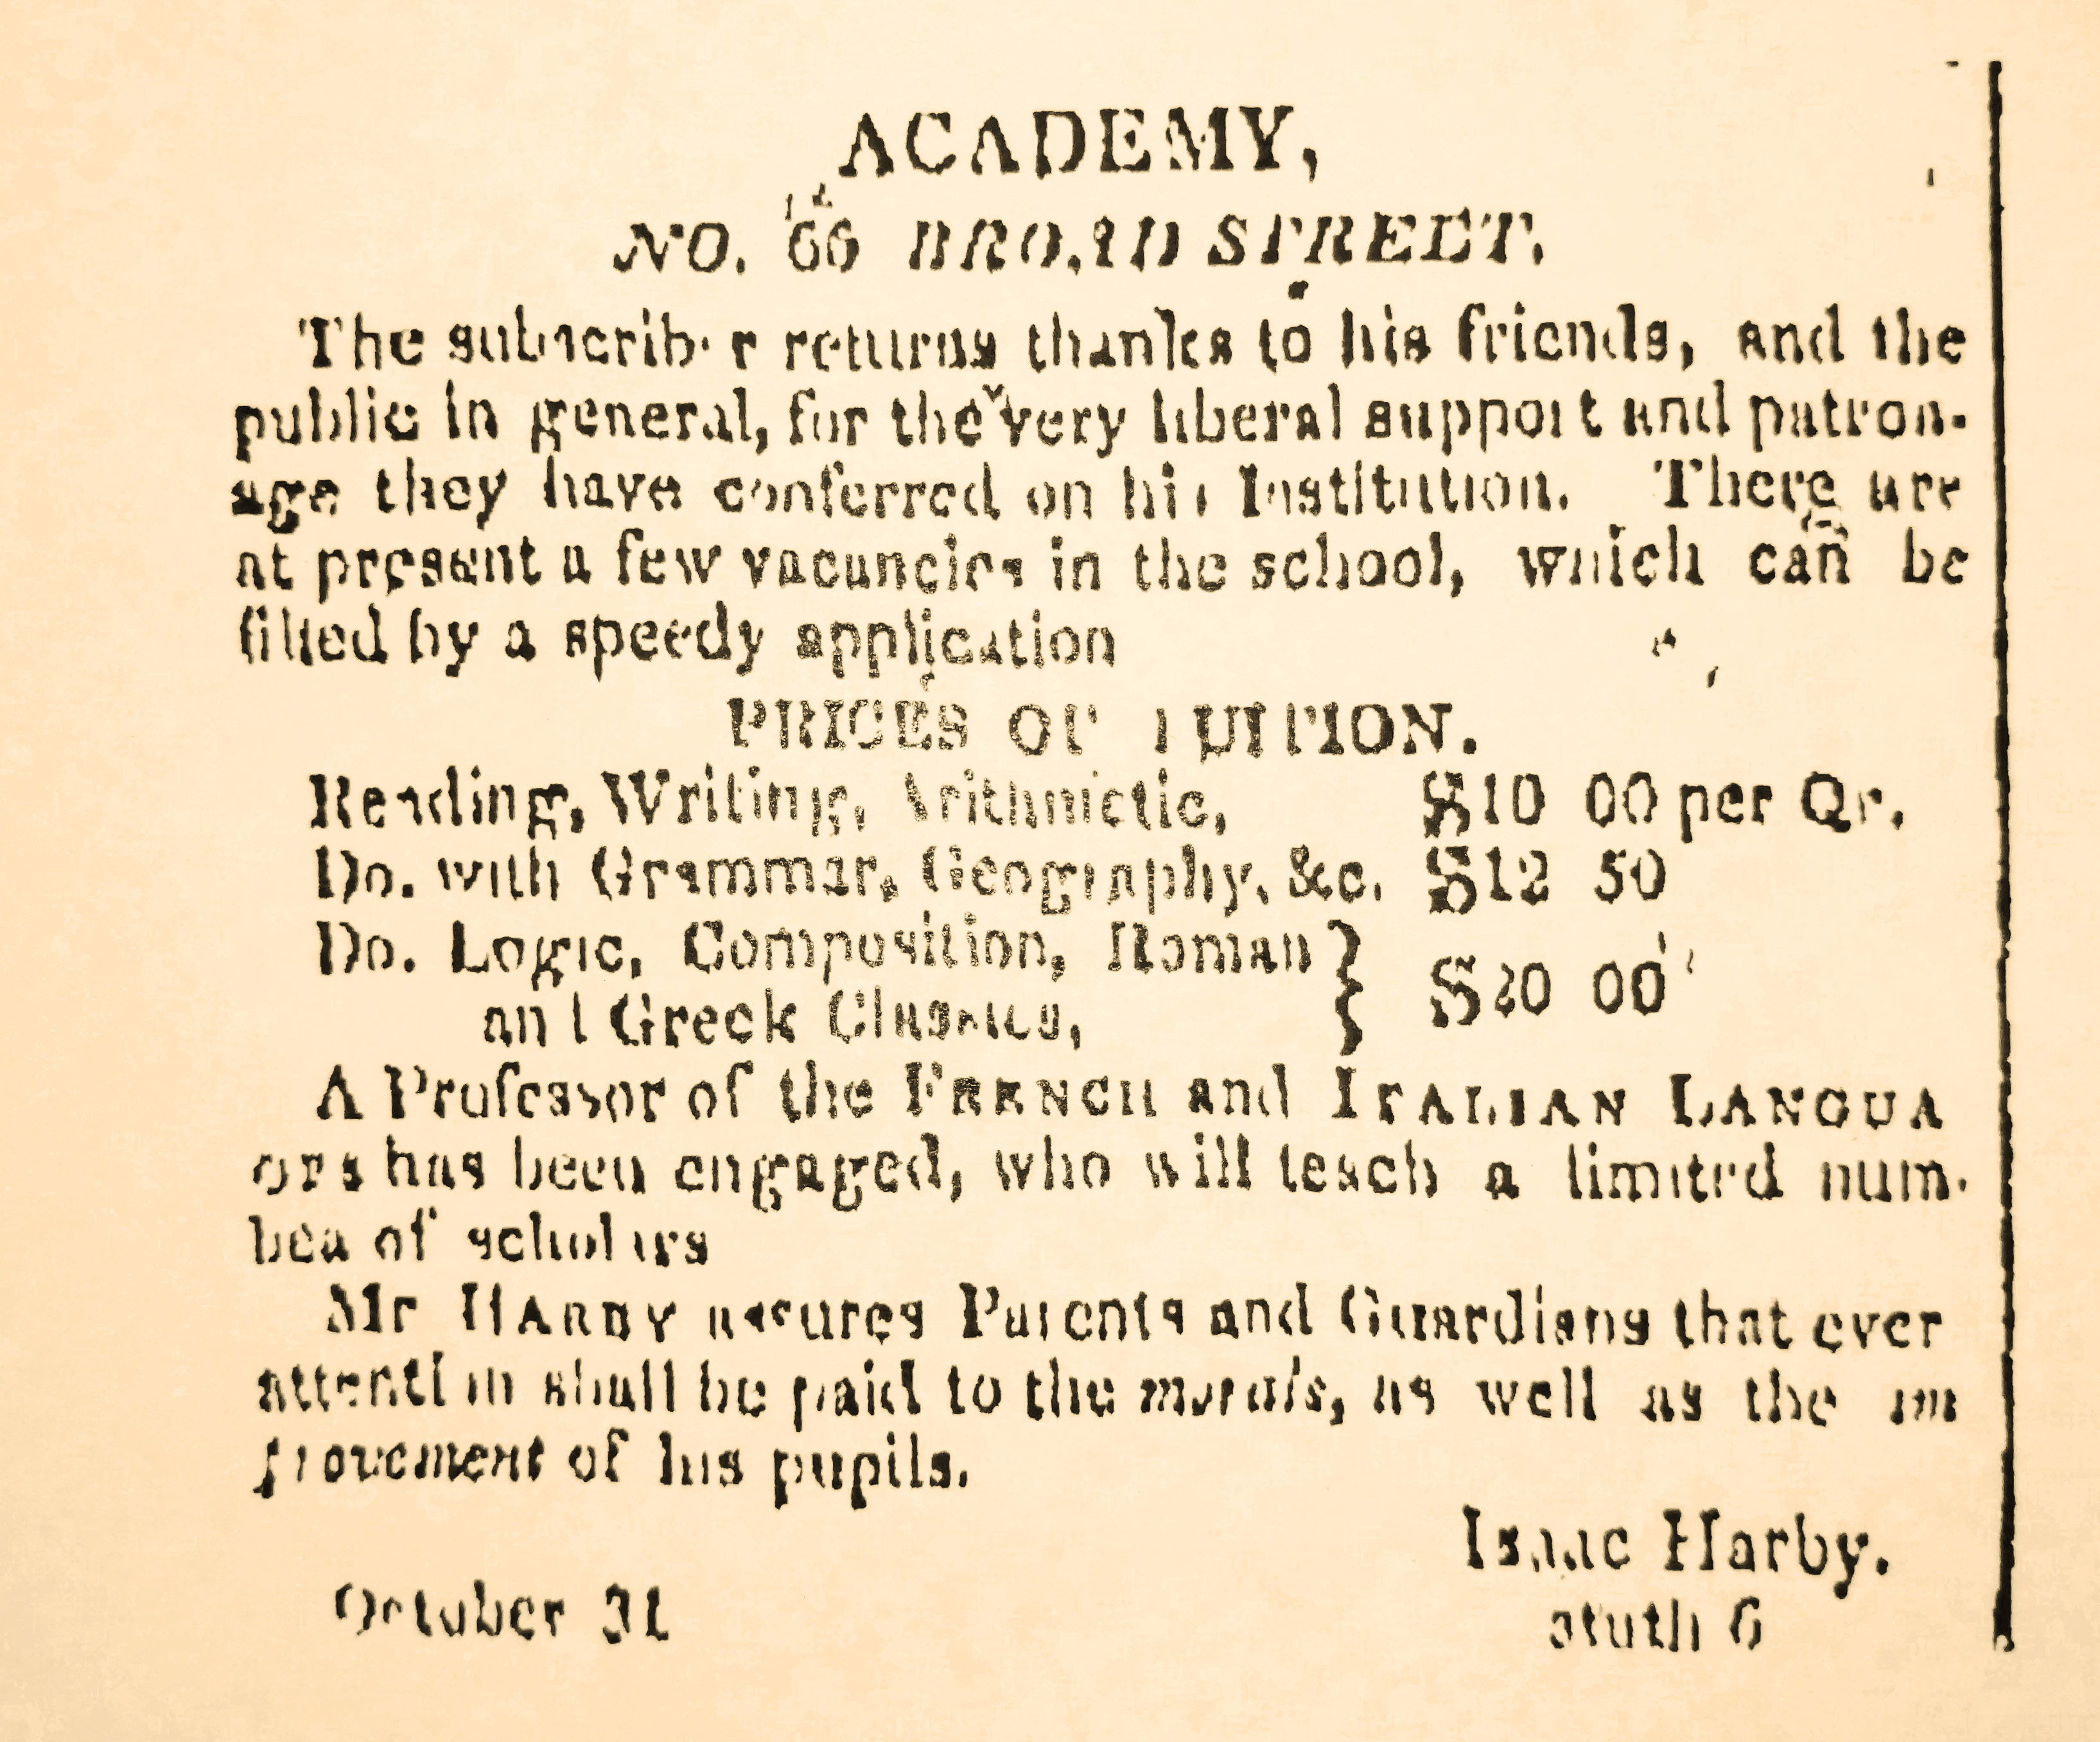 ACADEMY,
NO. 66 BROAD STREET.
The subscriber returns thanks to his friends, and the
public in general, for the very liberal support and patron-
age they have conferred on his Institution. There are
at present a few vacancies in the school, which can be
filled by a speedy application
PRICES OF TUITION.
Reading, Writing, Arithmetic, $10 00 per Qr.
Do. with Grammar, Geography, &c. $12 50
Do. Logic, Composition, Roman } $20 00
and Greek Classics,
A Professor of the FRENCH and ITALIAN LANGUA
GES has been engaged, who will teach a limited num-
bea of scholars
Mr HARBY assures Parents and Guardians that ever
attention shall be paid to the morals, as well as the im
provement of his pupils.
Isaac Harby.
October 31 stuth 6